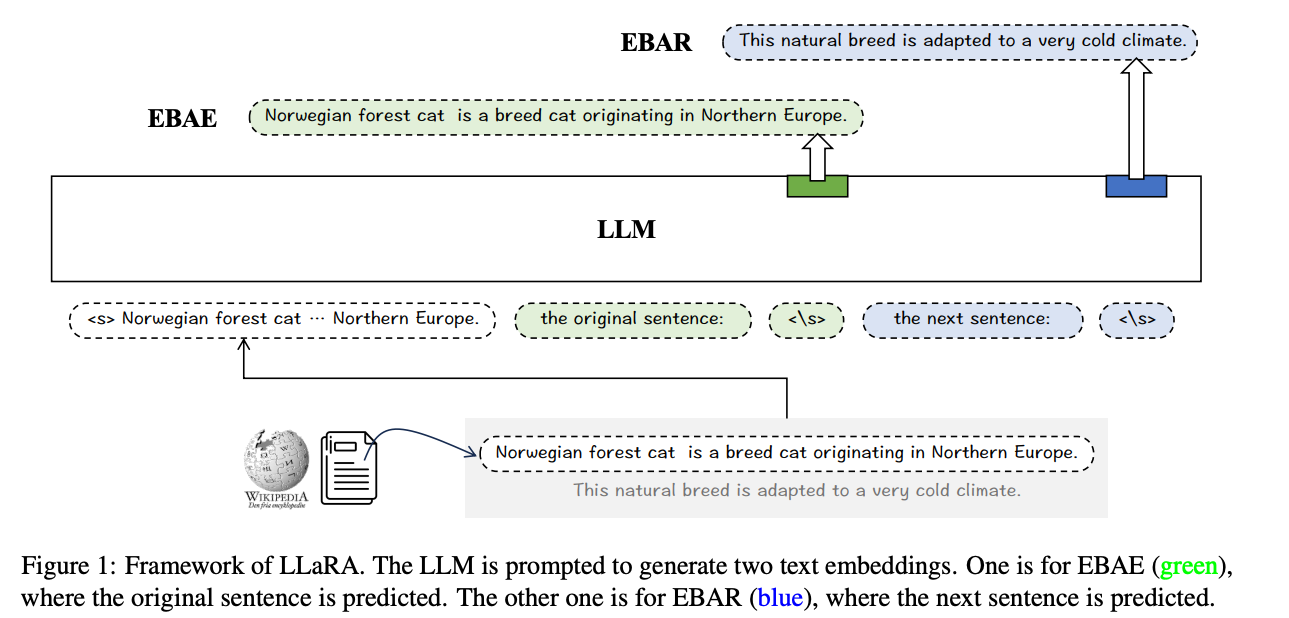 EBAR
This natural breed is adapted to a very cold climate.
EBAE
Norwegian forest cat is a breed cat originating in Northern Europe.
LLM
<s> Norwegian forest cat ··· Northern Europe.
the original sentence:
<\s>
the next sentence:
<\s>
Norwegian forest cat is a breed cat originating in Northern Europe.
This natural breed is adapted to a very cold climate.
WIKIPEDIA
Den fria encyklopedin
Figure 1: Framework of LLaRA. The LLM is prompted to generate two text embeddings. One is for EBAE (green),
where the original sentence is predicted. The other one is for EBAR (blue), where the next sentence is predicted.